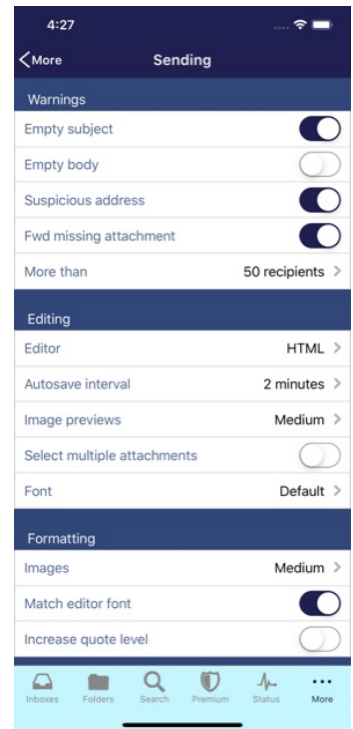 4:27
More Sending
Warnings
Empty subject
Empty body
Suspicious address
Fwd missing attachment
More than 50 recipients
Editing
Editor HTML
Autosave interval 2 minutes
Image previews Medium
Select multiple attachments
Font Default
Formatting
Images Medium
Match editor font
Increase quote level
Inboxes Folders Search Premium Status More